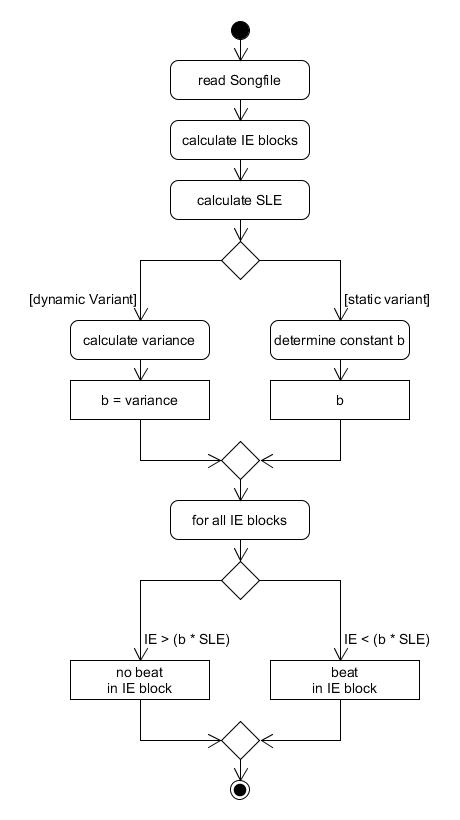 read Songfile
calculate IE blocks
calculate SLE
[dynamic Variant]
[static variant]
calculate variance
determine constant b
b = variance
b
for all IE blocks
IE > (b * SLE)
IE < (b * SLE)
no beat
in IE block
beat
in IE block